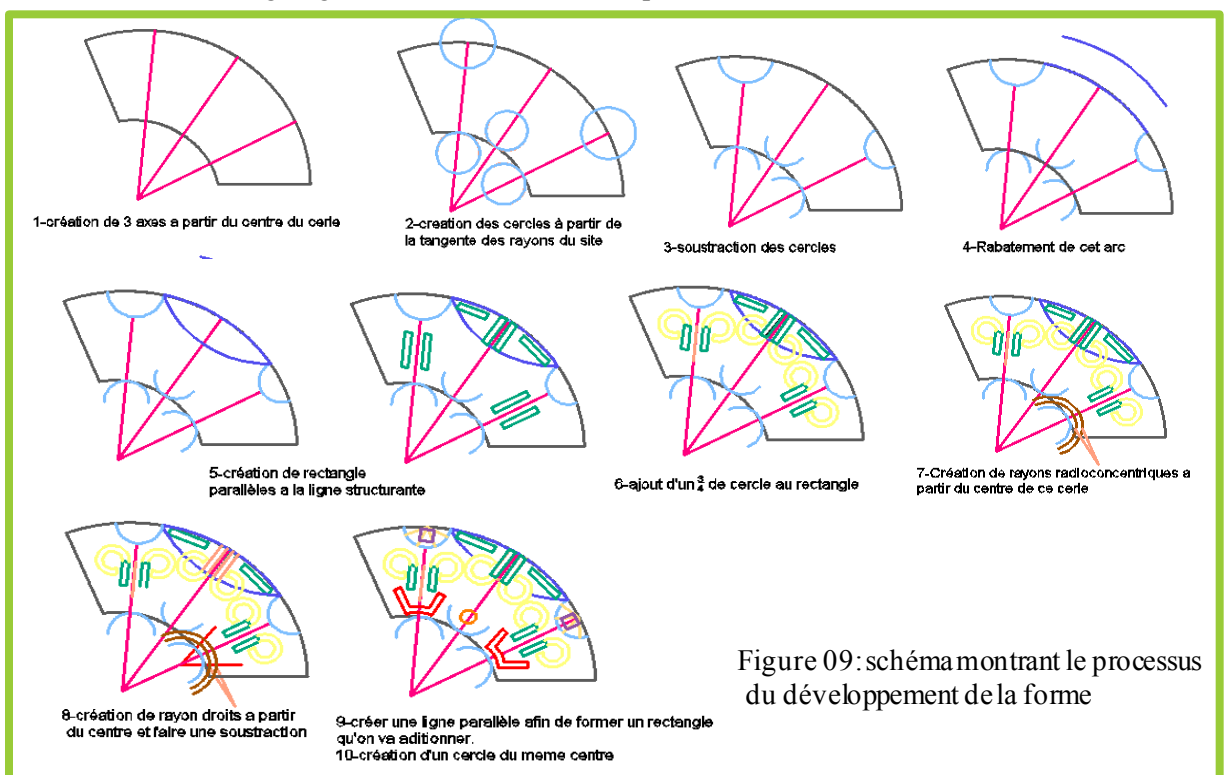 1-création de 3 axes a partir du centre du cerle
2-creation des cercles à partir de
la tangente des rayons du site
3-soustraction des cercles
4-Rabatement de cet arc
5-création de rectangle
parallèles a la ligne structurante
6-ajout d'un ¾ de cercle au rectangle
7-Création de rayons radioconcentriques a
partir du centre de ce cerle
8-création de rayon droits a partir
du centre et faire une soustraction
9-créer une ligne parallèle afin de former un rectangle
qu'on va aditionner.
10-création d'un cercle du meme centre
Figure 09: schéma montrant le processus
du développement de la forme